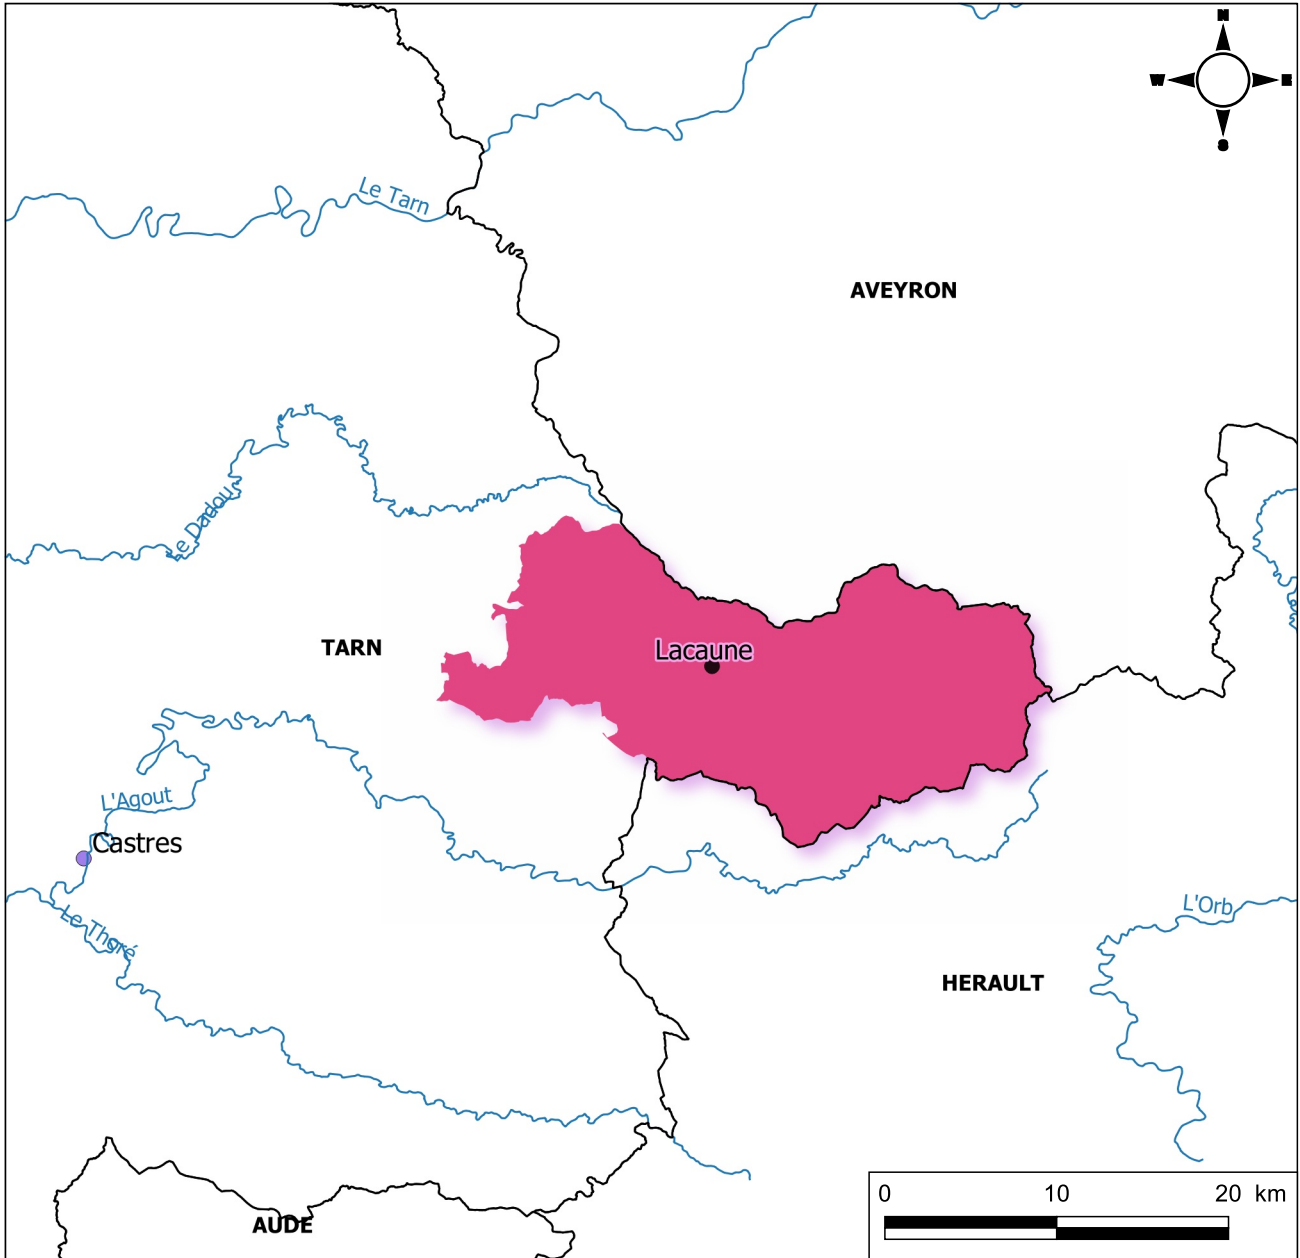 N
W E
S
Le Tarn
AVEYRON
Le Dadou
TARN
Lacaune
L'Agout
Castres
L'Orb
Le Thoré
HERAULT
0 10 20 km
AUDE